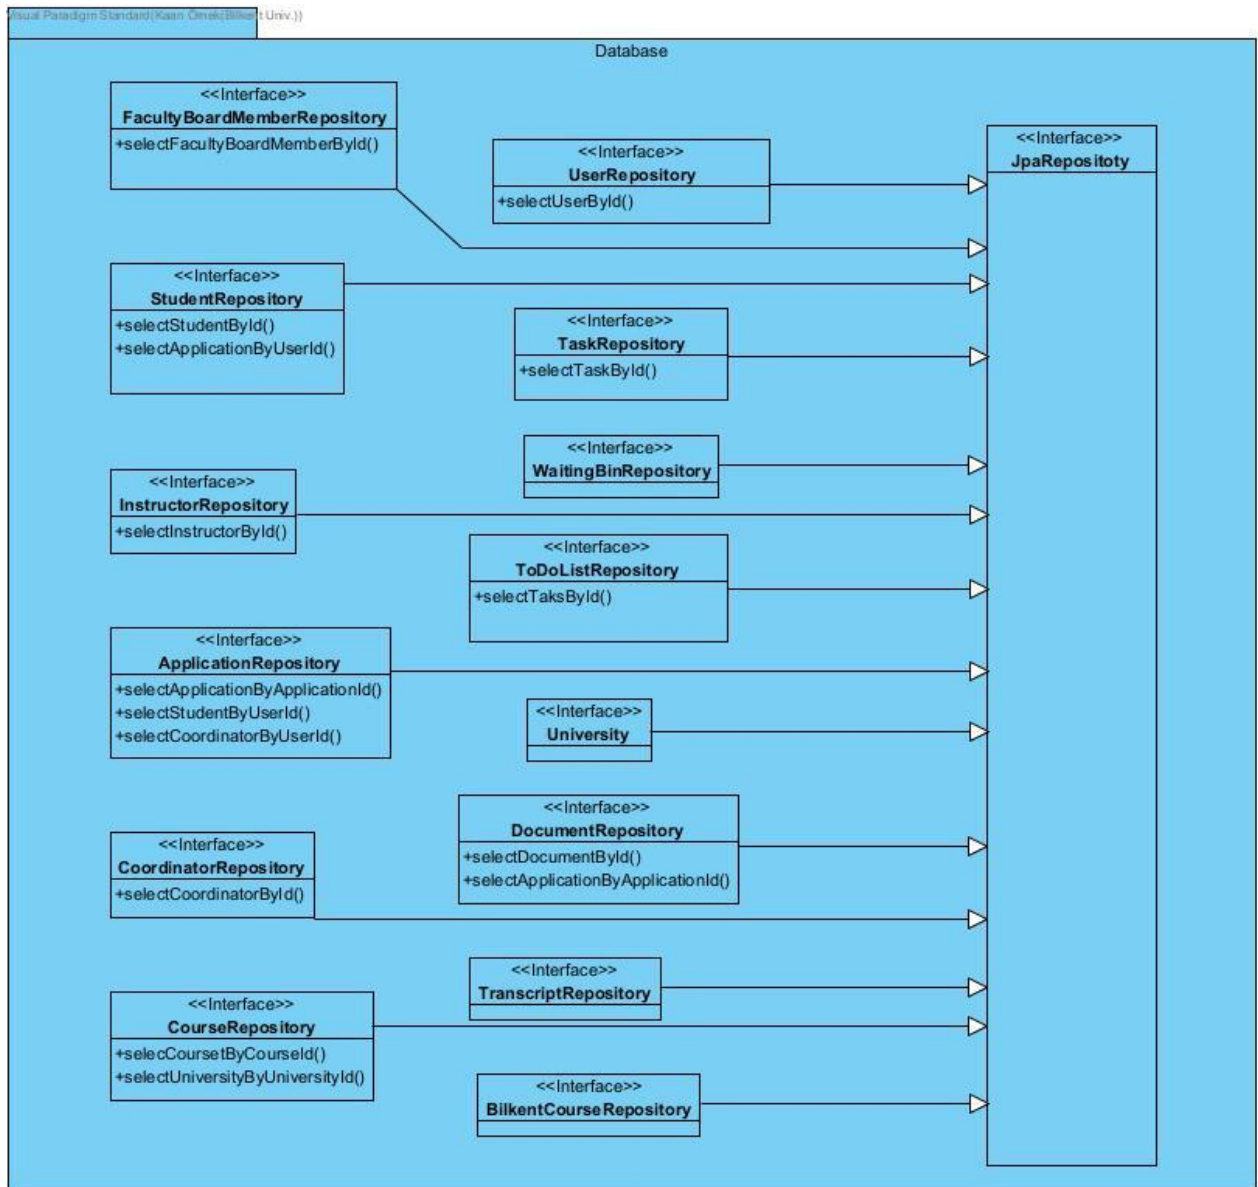 Visual Paradigm Standard(Kaan Örnek(Bilkent Univ.))
Database
<<Interface>>
FacultyBoardMemberRepository
+selectFacultyBoardMemberById()
<<Interface>>
UserRepository
+selectUserById()
<<Interface>>
JpaRepositoty
<<Interface>>
StudentRepository
+selectStudentById()
+selectApplicationByUserId()
<<Interface>>
TaskRepository
+selectTaskById()
<<Interface>>
WaitingBinRepository
<<Interface>>
InstructorRepository
+selectInstructorById()
<<Interface>>
ToDoListRepository
+selectTaksById()
<<Interface>>
ApplicationRepository
+selectApplicationByApplicationId()
+selectStudentByUserId()
+selectCoordinatorByUserId()
<<Interface>>
University
<<Interface>>
DocumentRepository
+selectDocumentById()
+selectApplicationByApplicationId()
<<Interface>>
CoordinatorRepository
+selectCoordinatorById()
<<Interface>>
TranscriptRepository
<<Interface>>
CourseRepository
+selecCoursetByCourseId()
+selectUniversityByUniversityId()
<<Interface>>
BilkentCourseRepository